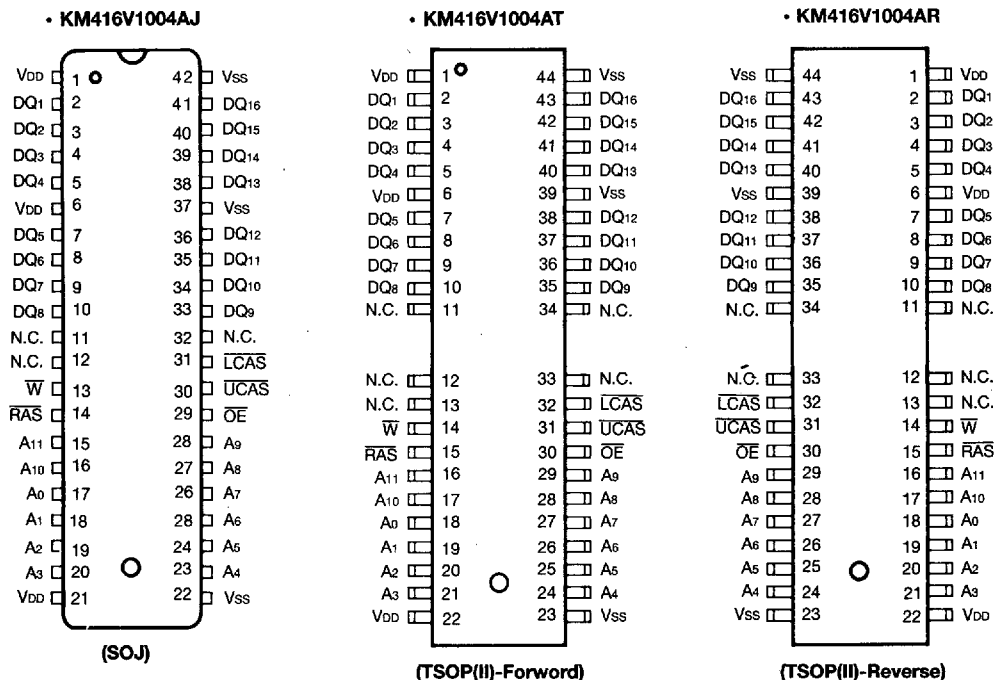 • KM416V1004AJ • KM416V1004AT • KM416V1004AR
VDD 1 42 VSS
DQ1 2 41 DQ16
DQ2 3 40 DQ15
DQ3 4 39 DQ14
DQ4 5 38 DQ13
VDD 6 37 VSS
DQ5 7 36 DQ12
DQ6 8 35 DQ11
DQ7 9 34 DQ10
DQ8 10 33 DQ9
N.C. 11 32 N.C.
N.C. 12 31 LCAS
W 13 30 UCAS
RAS 14 29 OE
A11 15 28 A9
A10 16 27 A8
A0 17 26 A7
A1 18 28 A6
A2 19 24 A5
A3 20 23 A4
VDD 21 22 VSS
(SOJ)
VDD 1 44 VSS
DQ1 2 43 DQ16
DQ2 3 42 DQ15
DQ3 4 41 DQ14
DQ4 5 40 DQ13
VDD 6 39 VSS
DQ5 7 38 DQ12
DQ6 8 37 DQ11
DQ7 9 36 DQ10
DQ8 10 35 DQ9
N.C. 11 34 N.C.
N.C. 12 33 N.C.
N.C. 13 32 LCAS
W 14 31 UCAS
RAS 15 30 OE
A11 16 29 A9
A10 17 28 A8
A0 18 27 A7
A1 19 26 A6
A2 20 25 A5
A3 21 24 A4
VDD 22 23 VSS
(TSOP(II)-Forword)
VSS 44 1 VDD
DQ16 43 2 DQ1
DQ15 42 3 DQ2
DQ14 41 4 DQ3
DQ13 40 5 DQ4
VSS 39 6 VDD
DQ12 38 7 DQ5
DQ11 37 8 DQ6
DQ10 36 9 DQ7
DQ9 35 10 DQ8
N.C. 34 11 N.C.
N.C. 33 12 N.C.
LCAS 32 13 N.C.
UCAS 31 14 W
OE 30 15 RAS
A9 29 16 A11
A8 28 17 A10
A7 27 18 A0
A6 26 19 A1
A5 25 20 A2
A4 24 21 A3
VSS 23 22 VDD
(TSOP(II)-Reverse)